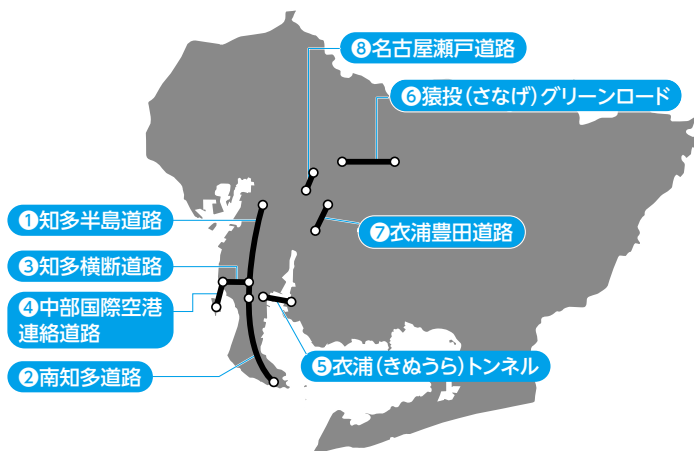 ❽名古屋瀬戸道路
❻猿投(さなげ)グリーンロード
❶知多半島道路
❼衣浦豊田道路
❸知多横断道路
❹中部国際空港
連絡道路
❺衣浦(きぬうら)トンネル
❷南知多道路